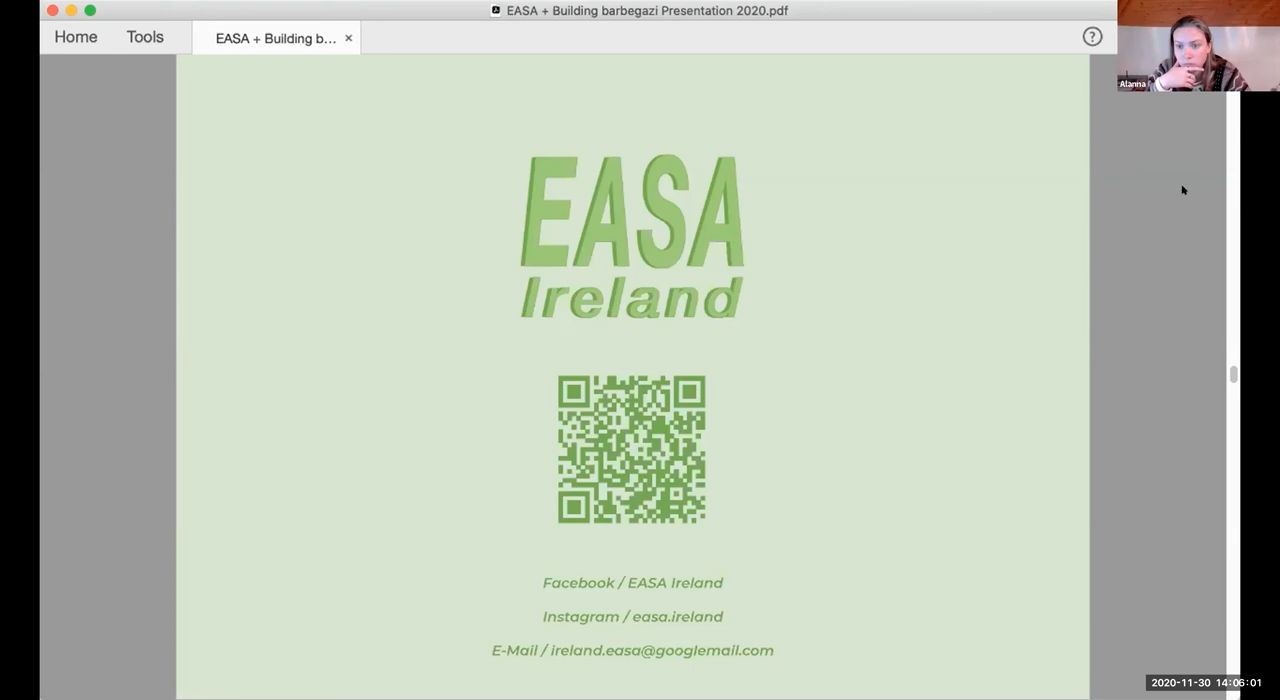 EASA + Building barbegazi Presentation 2020.pdf
Home Tools EASA + Building b... × ?
Alanna
EASA
Ireland
Facebook / EASA Ireland
Instagram / easa.ireland
E-Mail / ireland.easa@googlemail.com
2020-11-30 14:06:01